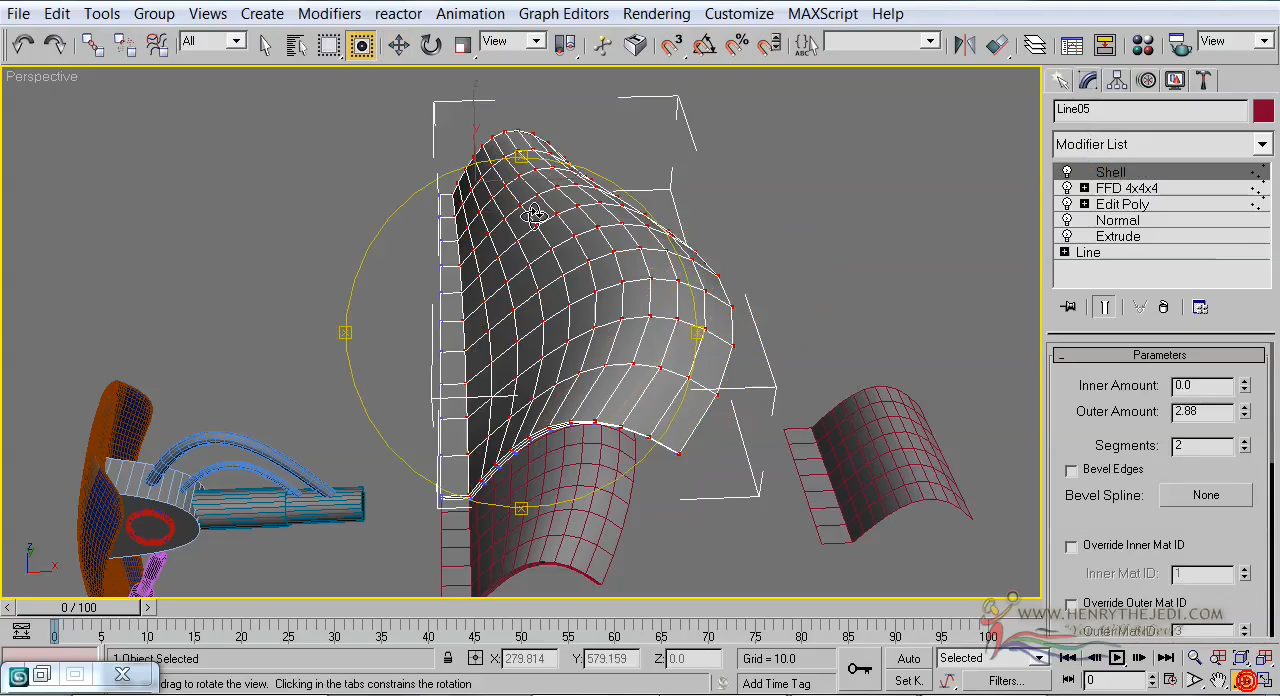 File Edit Tools Group Views Create Modifiers reactor Animation Graph Editors Rendering Customize MAXScript Help
All View 3 % ABC View
Perspective
Line05
Modifier List
Shell
FFD 4x4x4
Edit Poly
Normal
Extrude
Line
Parameters
Inner Amount: 0.0
Outer Amount: 2.88
Segments: 2
Bevel Edges
Bevel Spline: None
Override Inner Mat ID
Inner Mat ID: 1
Override Outer Mat ID
Outer Mat ID: 3
WWW.HENRYTHEJEDI.COM
z
y
x
z
x
0 / 100
0 5 10 15 20 25 30 35 40 45 50 55 60 65 70 75 80 85 90 95 100
1 Object Selected X: 279.814 Y: 579.159 Z: 0.0 Grid = 10.0 Auto Selected
drag to rotate the view. Clicking in the tabs constrains the rotation Add Time Tag Set K. Filters... 0